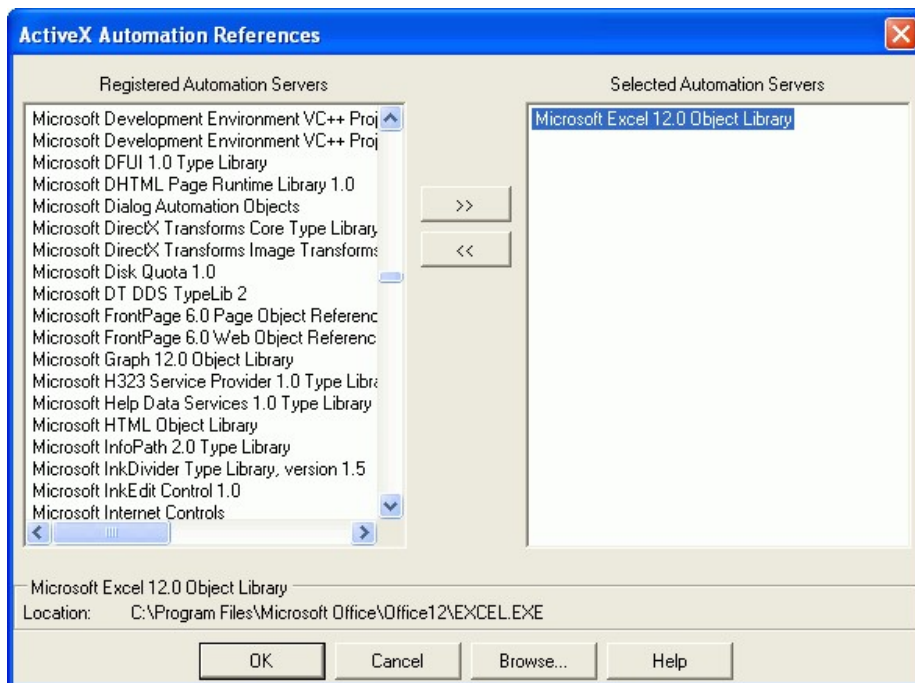 ActiveX Automation References
Registered Automation Servers
Selected Automation Servers
Microsoft Development Environment VC++ Proj
Microsoft Development Environment VC++ Proj
Microsoft DFUI 1.0 Type Library
Microsoft DHTML Page Runtime Library 1.0
Microsoft Dialog Automation Objects
Microsoft DirectX Transforms Core Type Library
Microsoft DirectX Transforms Image Transforms
Microsoft Disk Quota 1.0
Microsoft DT DDS TypeLib 2
Microsoft FrontPage 6.0 Page Object Referenc
Microsoft FrontPage 6.0 Web Object Referenc
Microsoft Graph 12.0 Object Library
Microsoft H323 Service Provider 1.0 Type Libra
Microsoft Help Data Services 1.0 Type Library
Microsoft HTML Object Library
Microsoft InfoPath 2.0 Type Library
Microsoft InkDivider Type Library, version 1.5
Microsoft InkEdit Control 1.0
Microsoft Internet Controls
>>
<<
Microsoft Excel 12.0 Object Library
Microsoft Excel 12.0 Object Library
Location: C:\Program Files\Microsoft Office\Office12\EXCEL.EXE
OK
Cancel
Browse...
Help